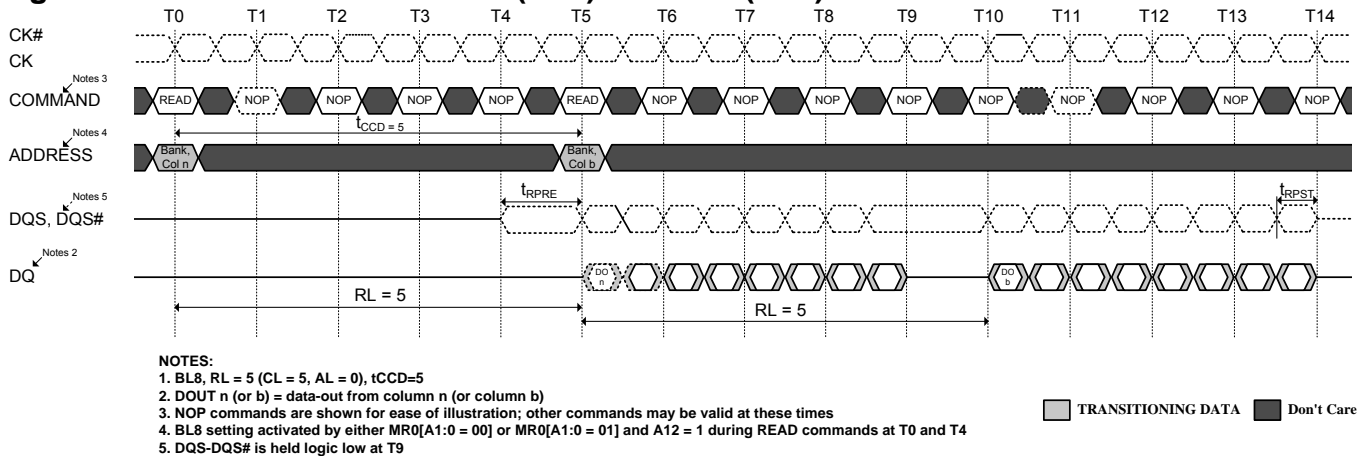 T0 T1 T2 T3 T4 T5 T6 T7 T8 T9 T10 T11 T12 T13 T14
CK#
CK
Notes 3
COMMAND
READ NOP NOP NOP NOP READ NOP NOP NOP NOP NOP NOP NOP NOP NOP
tCCD = 5
Notes 4
ADDRESS
Bank,
Col n
Bank,
Col b
Notes 5
DQS, DQS#
tRPRE
tRPST
Notes 2
DQ
DO
n
DO
b
RL = 5
RL = 5
NOTES:
1. BL8, RL = 5 (CL = 5, AL = 0), tCCD=5
2. DOUT n (or b) = data-out from column n (or column b)
3. NOP commands are shown for ease of illustration; other commands may be valid at these times
4. BL8 setting activated by either MR0[A1:0 = 00] or MR0[A1:0 = 01] and A12 = 1 during READ commands at T0 and T4
5. DQS-DQS# is held logic low at T9
TRANSITIONING DATA
Don't Care